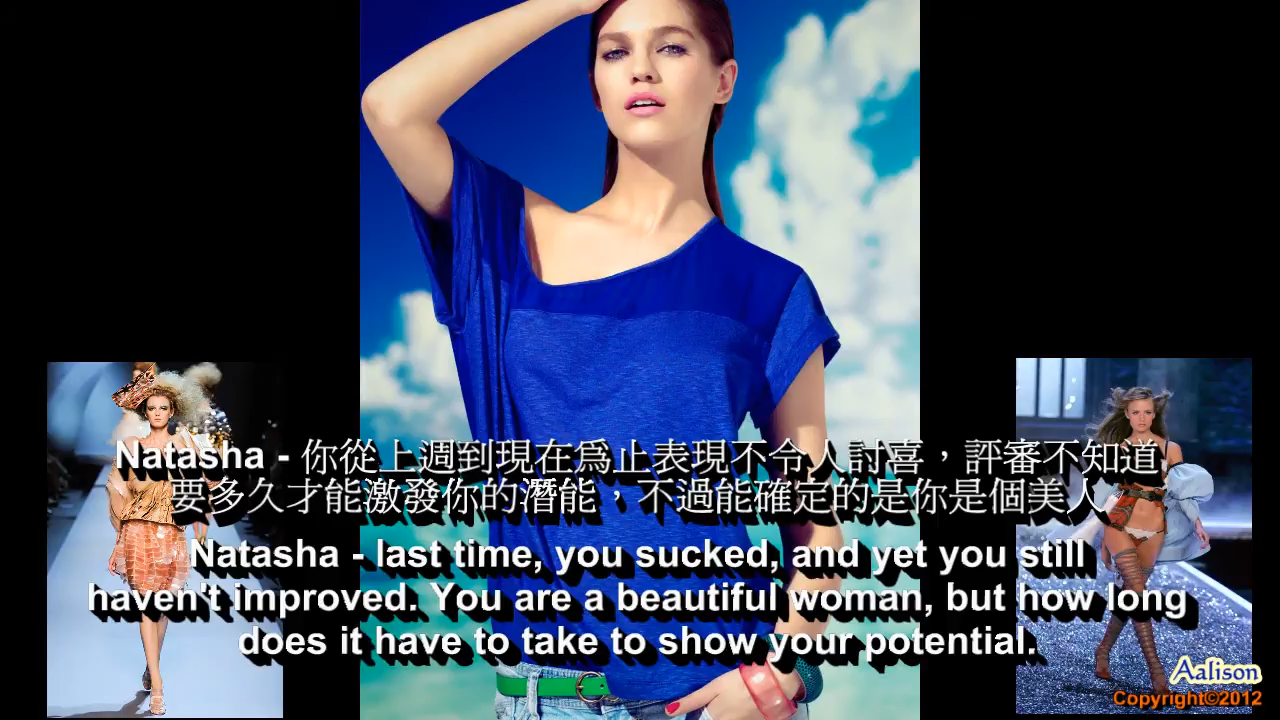 Natasha - 你從上週到現在為止表現不令人討喜，評審不知道
要多久才能激發你的潛能，不過能確定的是你是個美人
Natasha - last time, you sucked, and yet you still
haven't improved. You are a beautiful woman, but how long
does it have to take to show your potential.
Aalison
Copyright©2012